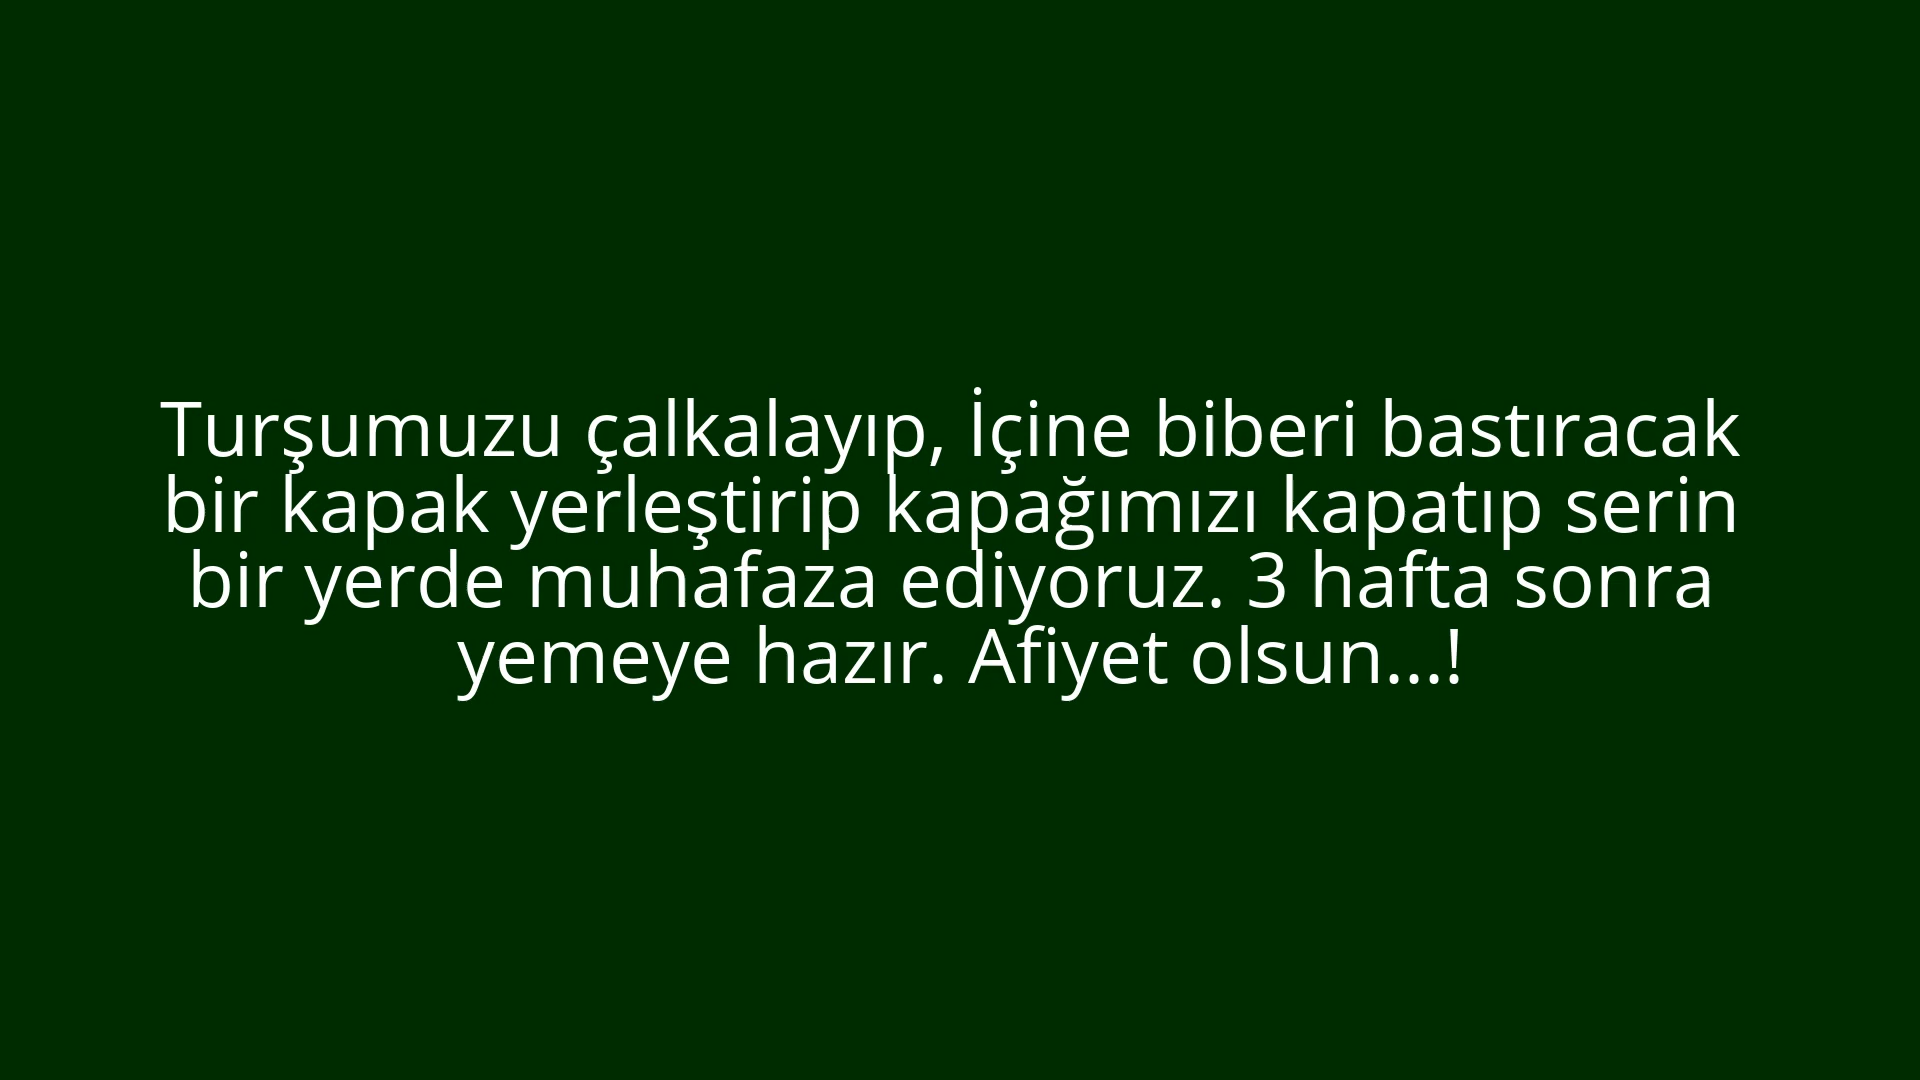 Turşumuzu çalkalayıp, İçine biberi bastıracak
bir kapak yerleştirip kapağımızı kapatıp serin
bir yerde muhafaza ediyoruz. 3 hafta sonra
yemeye hazır. Afiyet olsun...!